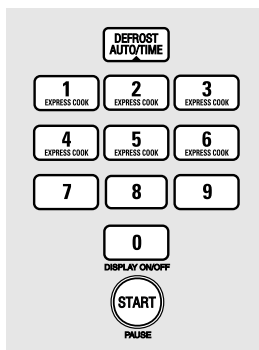 DEFROST
AUTO/TIME
1 2 3
EXPRESS COOK EXPRESS COOK EXPRESS COOK
4 5 6
EXPRESS COOK EXPRESS COOK EXPRESS COOK
7 8 9
0
DISPLAY ON/OFF
START
PAUSE